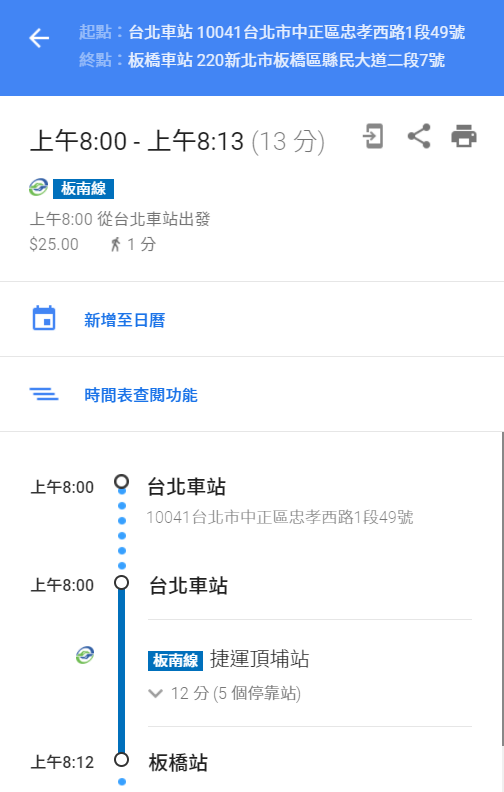 起點：台北車站 10041台北市中正區忠孝西路1段49號
終點：板橋車站 220新北市板橋區縣民大道二段7號
上午8:00 - 上午8:13 (13 分)
板南線
上午8:00 從台北車站出發
$25.00 1 分
新增至日曆
時間表查閱功能
上午8:00 台北車站
10041台北市中正區忠孝西路1段49號
上午8:00 台北車站
板南線 捷運頂埔站
12 分 (5 個停靠站)
上午8:12 板橋站